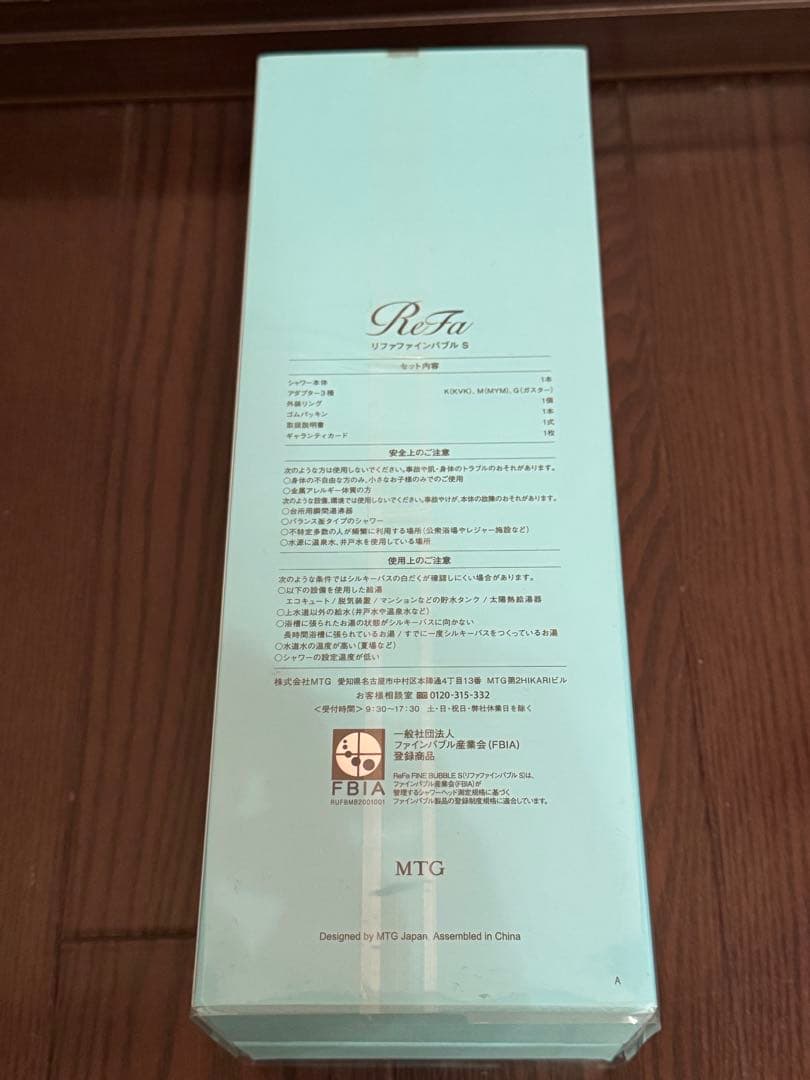 ReFa
リファファインバブル S
セット内容
シャワー本体 1本
アダプター3種 K(KVK)、M(MYM)、G(ガスター)
外装リング 1個
ゴムパッキン 1本
取扱説明書 1式
ギャランティカード 1枚
安全上のご注意
次のような方は使用しないでください。事故や肌・身体のトラブルのおそれがあります。
○身体の不自由な方のみ、小さなお子様のみでのご使用
○金属アレルギー体質の方
次のような設備、環境では使用しないでください。事故やけが、本体の故障のおそれがあります。
○台所用瞬間湯沸器
○バランス釜タイプのシャワー
○不特定多数の人が頻繁に利用する場所(公衆浴場やレジャー施設など)
○水源に温泉水、井戸水を使用している場所
使用上のご注意
次のような条件ではシルキーバスの白だくが確認しにくい場合があります。
○以下の設備を使用した給湯
エコキュート / 脱気装置 / マンションなどの貯水タンク / 太陽熱給湯器
○上水道以外の給水(井戸水や温泉水など)
○浴槽に張られたお湯の状態がシルキーバスに向かない
長時間浴槽に張られているお湯 / すでに一度シルキーバスをつくっているお湯
○水道水の温度が高い(夏場など)
○シャワーの設定温度が低い
株式会社MTG 愛知県名古屋市中村区本陣通4丁目13番 MTG第2HIKARIビル
お客様相談室 0120-315-332
<受付時間> 9:30〜17:30 土・日・祝日・弊社休業日を除く
一般社団法人
ファインバブル産業会(FBIA)
登録商品
FBIA
RUFBMB2001001
ReFa FINE BUBBLE S(リファファインバブル S)は、
ファインバブル産業会(FBIA)が
管理するシャワーヘッド測定規格に基づく
ファインバブル製品の登録制度規格に適合しています。
MTG
Designed by MTG Japan, Assembled in China
A